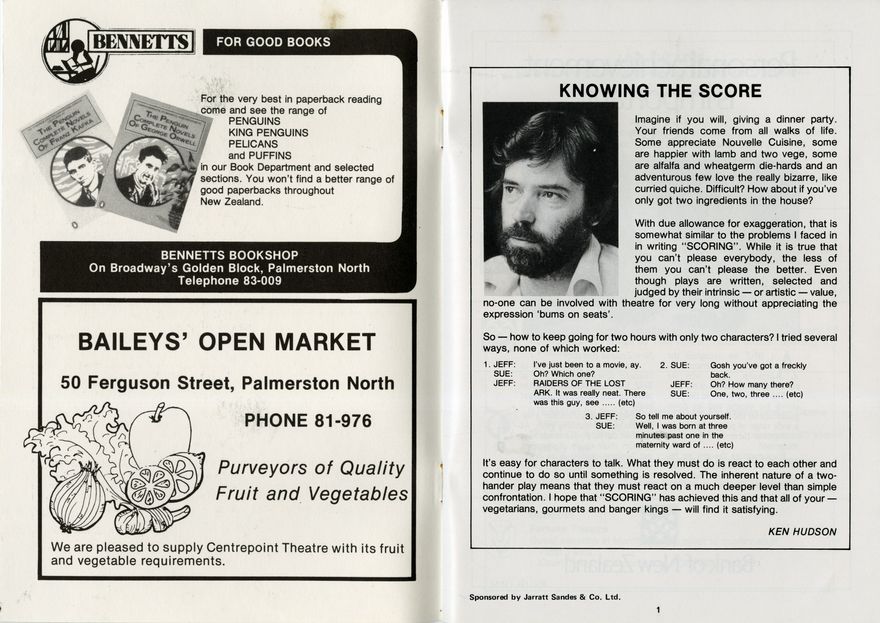 BENNETTS
FOR GOOD BOOKS
THE PENGUIN
COMPLETE NOVELS
OF FRANZ KAFKA
THE PENGUIN
COMPLETE NOVELS
OF GEORGE ORWELL
For the very best in paperback reading
come and see the range of
PENGUINS
KING PENGUINS
PELICANS
and PUFFINS
in our Book Department and selected
sections. You won't find a better range of
good paperbacks throughout
New Zealand.
BENNETTS BOOKSHOP
On Broadway's Golden Block, Palmerston North
Telephone 83-009
BAILEYS' OPEN MARKET
50 Ferguson Street, Palmerston North
PHONE 81-976
Purveyors of Quality
Fruit and Vegetables
We are pleased to supply Centrepoint Theatre with its fruit
and vegetable requirements.
KNOWING THE SCORE
Imagine if you will, giving a dinner party.
Your friends come from all walks of life.
Some appreciate Nouvelle Cuisine, some
are happier with lamb and two vege, some
are alfalfa and wheatgerm die-hards and an
adventurous few love the really bizarre, like
curried quiche. Difficult? How about if you've
only got two ingredients in the house?
With due allowance for exaggeration, that is
somewhat similar to the problems I faced in
in writing "SCORING". While it is true that
you can't please everybody, the less of
them you can't please the better. Even
though plays are written, selected and
judged by their intrinsic — or artistic — value,
no-one can be involved with theatre for very long without appreciating the
expression 'bums on seats'.
So — how to keep going for two hours with only two characters? I tried several
ways, none of which worked:
1. JEFF: I've just been to a movie, ay.
SUE: Oh? Which one?
JEFF: RAIDERS OF THE LOST
ARK. It was really neat. There
was this guy, see ..... (etc)
2. SUE: Gosh you've got a freckly
back.
JEFF: Oh? How many there?
SUE: One, two, three .... (etc)
3. JEFF: So tell me about yourself.
SUE: Well, I was born at three
minutes past one in the
maternity ward of .... (etc)
It's easy for characters to talk. What they must do is react to each other and
continue to do so until something is resolved. The inherent nature of a two-
hander play means that they must react on a much deeper level than simple
confrontation. I hope that "SCORING" has achieved this and that all of your —
vegetarians, gourmets and banger kings — will find it satisfying.
KEN HUDSON
Sponsored by Jarratt Sandes & Co. Ltd.
1